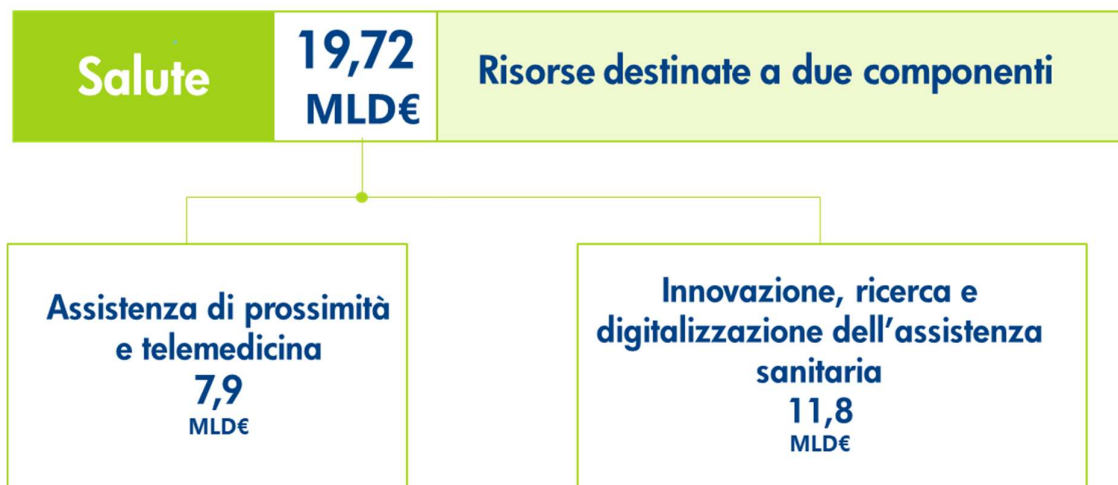 Salute
19,72
MLD€
Risorse destinate a due componenti
Assistenza di prossimità
e telemedicina
7,9
MLD€
Innovazione, ricerca e
digitalizzazione dell’assistenza
sanitaria
11,8
MLD€